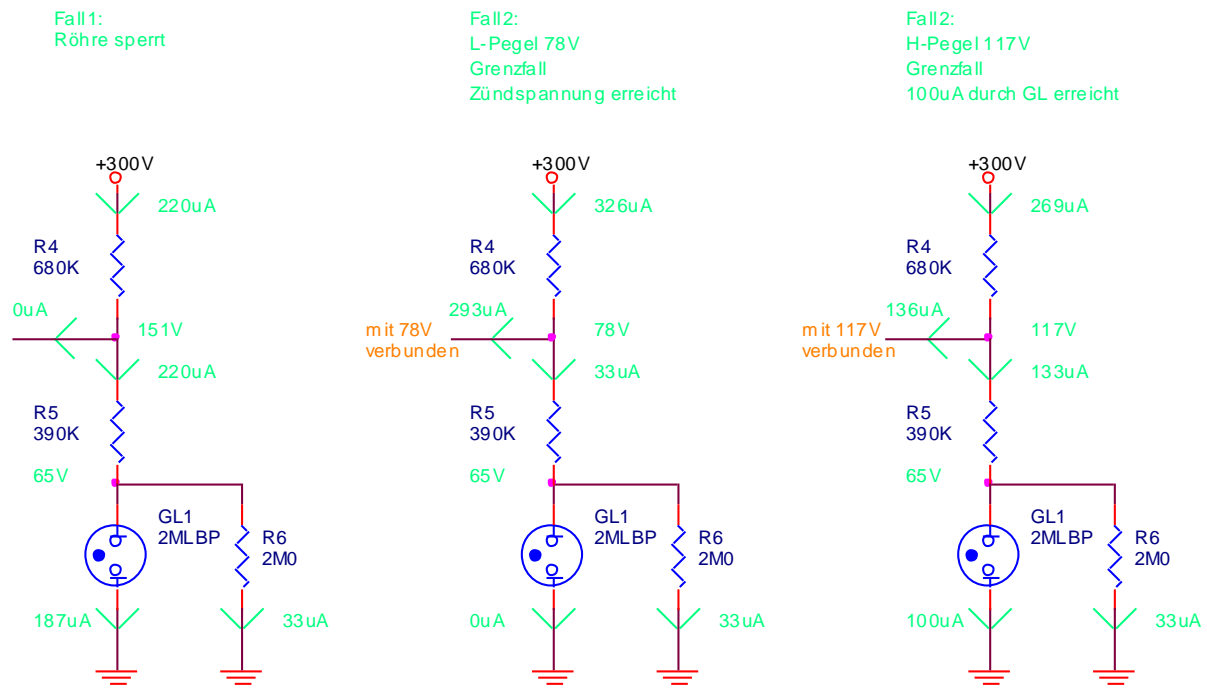 Fall1:
Röhre sperrt
+300V
220uA
R4
680K
0uA
151V
220uA
R5
390K
65V
GL1
2MLBP
R6
2M0
187uA
33uA
Fall2:
L-Pegel 78V
Grenzfall
Zündspannung erreicht
+300V
326uA
R4
680K
293uA
mit 78V
verbunden
78V
33uA
R5
390K
65V
GL1
2MLBP
R6
2M0
0uA
33uA
Fall2:
H-Pegel 117V
Grenzfall
100uA durch GL erreicht
+300V
269uA
R4
680K
136uA
mit 117V
verbunden
117V
133uA
R5
390K
65V
GL1
2MLBP
R6
2M0
100uA
33uA